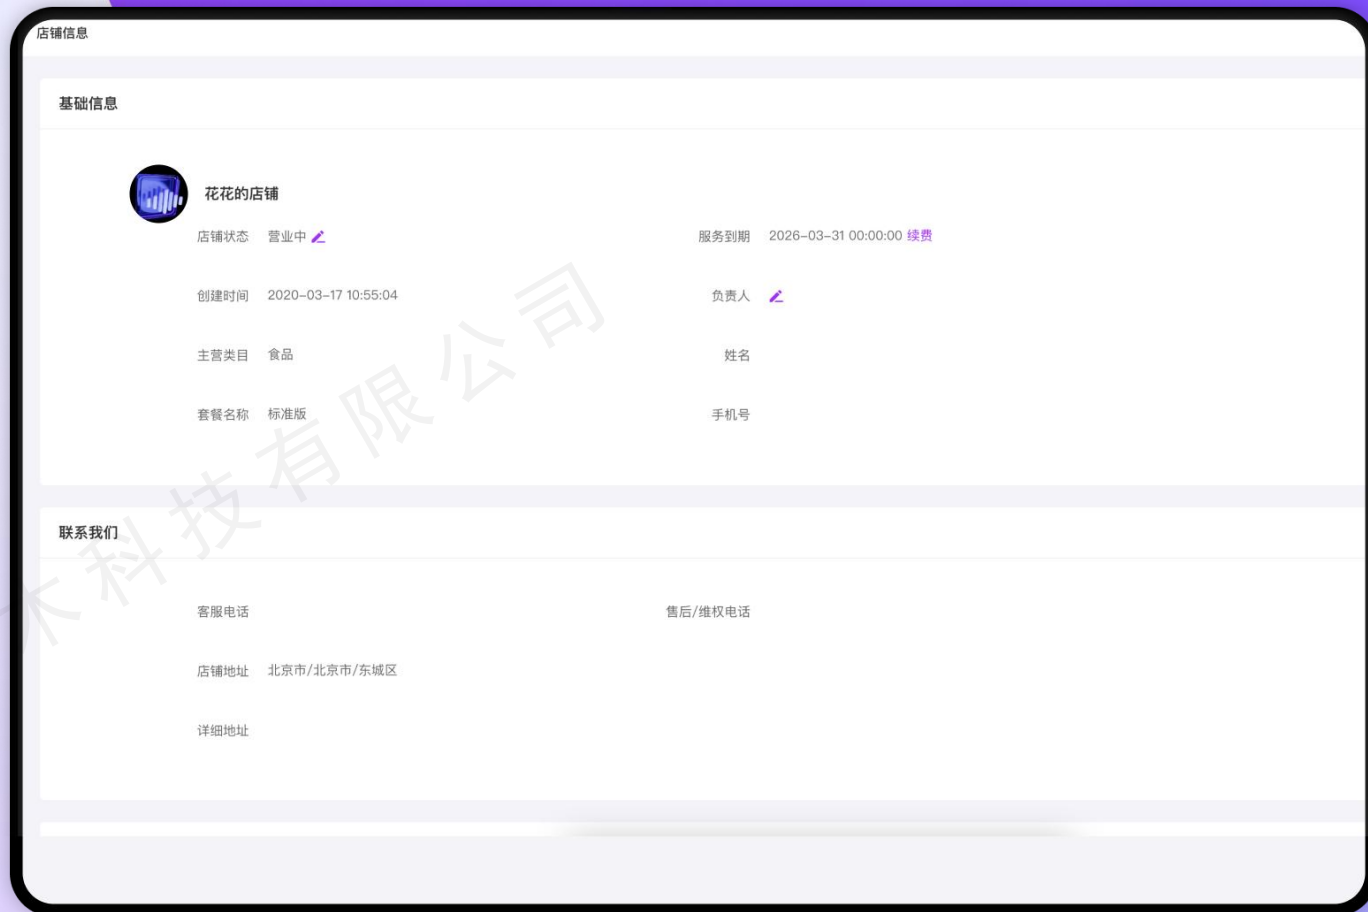 店铺信息
基础信息
花花的店铺
店铺状态 营业中 服务到期 2026-03-31 00:00:00 续费
创建时间 2020-03-17 10:55:04 负责人
主营类目 食品 姓名
套餐名称 标准版 手机号
联系我们
客服电话 售后/维权电话
店铺地址 北京市/北京市/东城区
详细地址
木科技有限公司